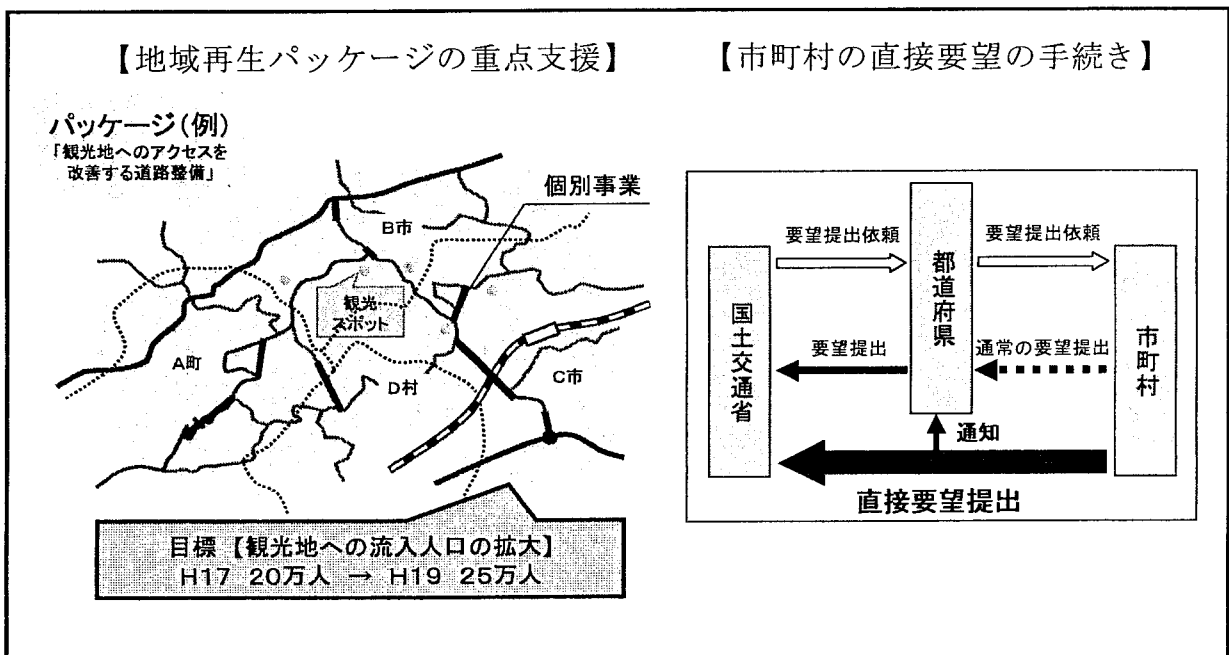 【地域再生パッケージの重点支援】
パッケージ(例)
「観光地へのアクセスを
改善する道路整備」
個別事業
B市
観光
スポット
A町
D村
C市
目標【観光地への流入人口の拡大】
H17 20万人 → H19 25万人
【市町村の直接要望の手続き】
要望提出依頼
要望提出依頼
国土交通省
都道府県
市町村
要望提出
通常の要望提出
通知
直接要望提出